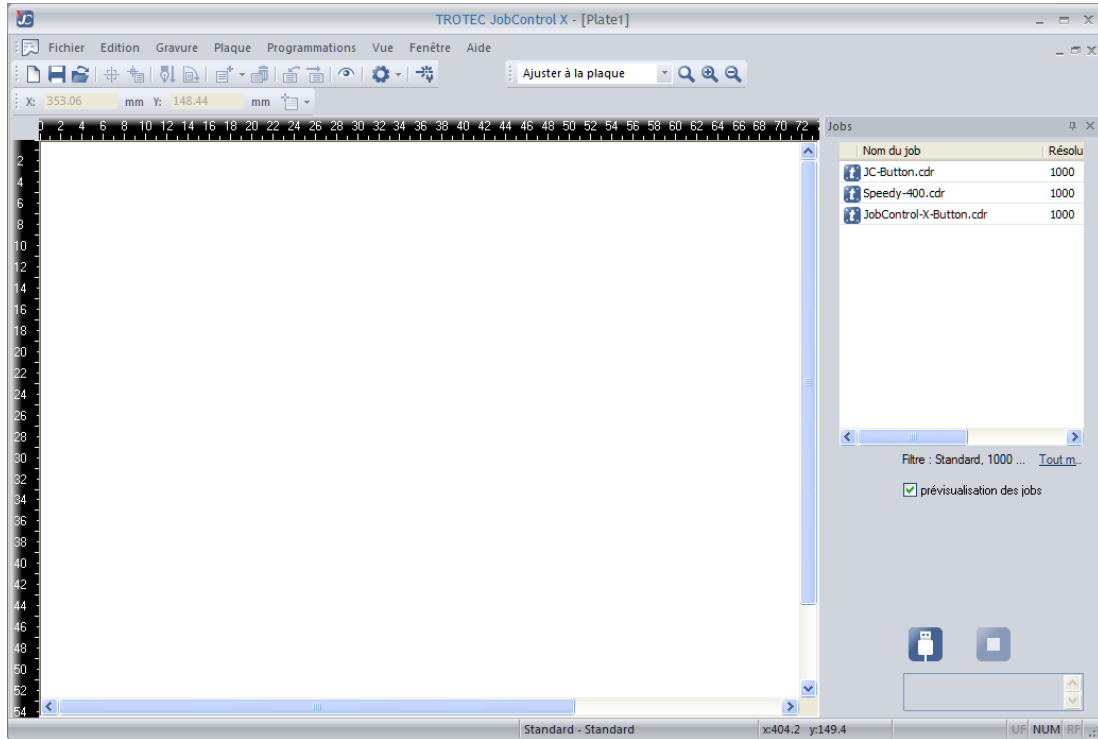 TROTEC JobControl X - [Plate1]
Fichier Edition Gravure Plaque Programmations Vue Fenêtre Aide
Ajuster à la plaque
X: 353.06 mm Y: 148.44 mm
2 4 6 8 10 12 14 16 18 20 22 24 26 28 30 32 34 36 38 40 42 44 46 48 50 52 54 56 58 60 62 64 66 68 70 72
Jobs
Nom du job Résolu
JC-Button.cdr 1000
Speedy-400.cdr 1000
JobControl-X-Button.cdr 1000
2
4
6
8
10
12
14
16
18
20
22
24
26
28
30
32
34
36
38
40
42
44
46
48
50
52
54
Filtre : Standard, 1000 ... Tout m...
prévisualisation des jobs
Standard - Standard x:404.2 y:149.4 UF NUM RF